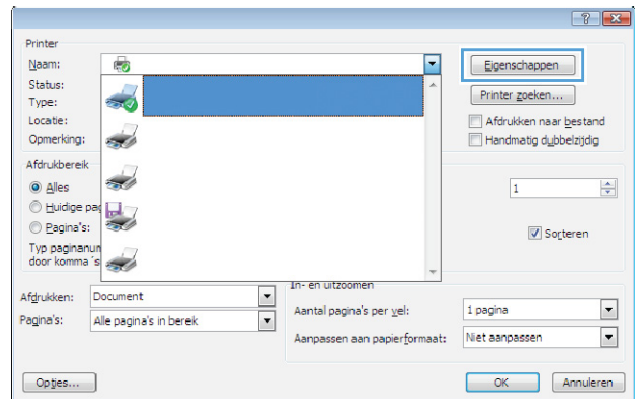 Printer
Naam:
Eigenschappen
Status:
Type:
Printer zoeken...
Locatie:
Afdrukken naar bestand
Opmerking:
Handmatig dubbelzijdig
Afdrukbereik
Alles
1
Huidige pag
Pagina's:
Sorteren
Typ paginanum
door komma´s
In- en uitzoomen
Afdrukken: Document
Aantal pagina's per vel: 1 pagina
Pagina's: Alle pagina's in bereik
Aanpassen aan papierformaat: Niet aanpassen
Opties...
OK
Annuleren